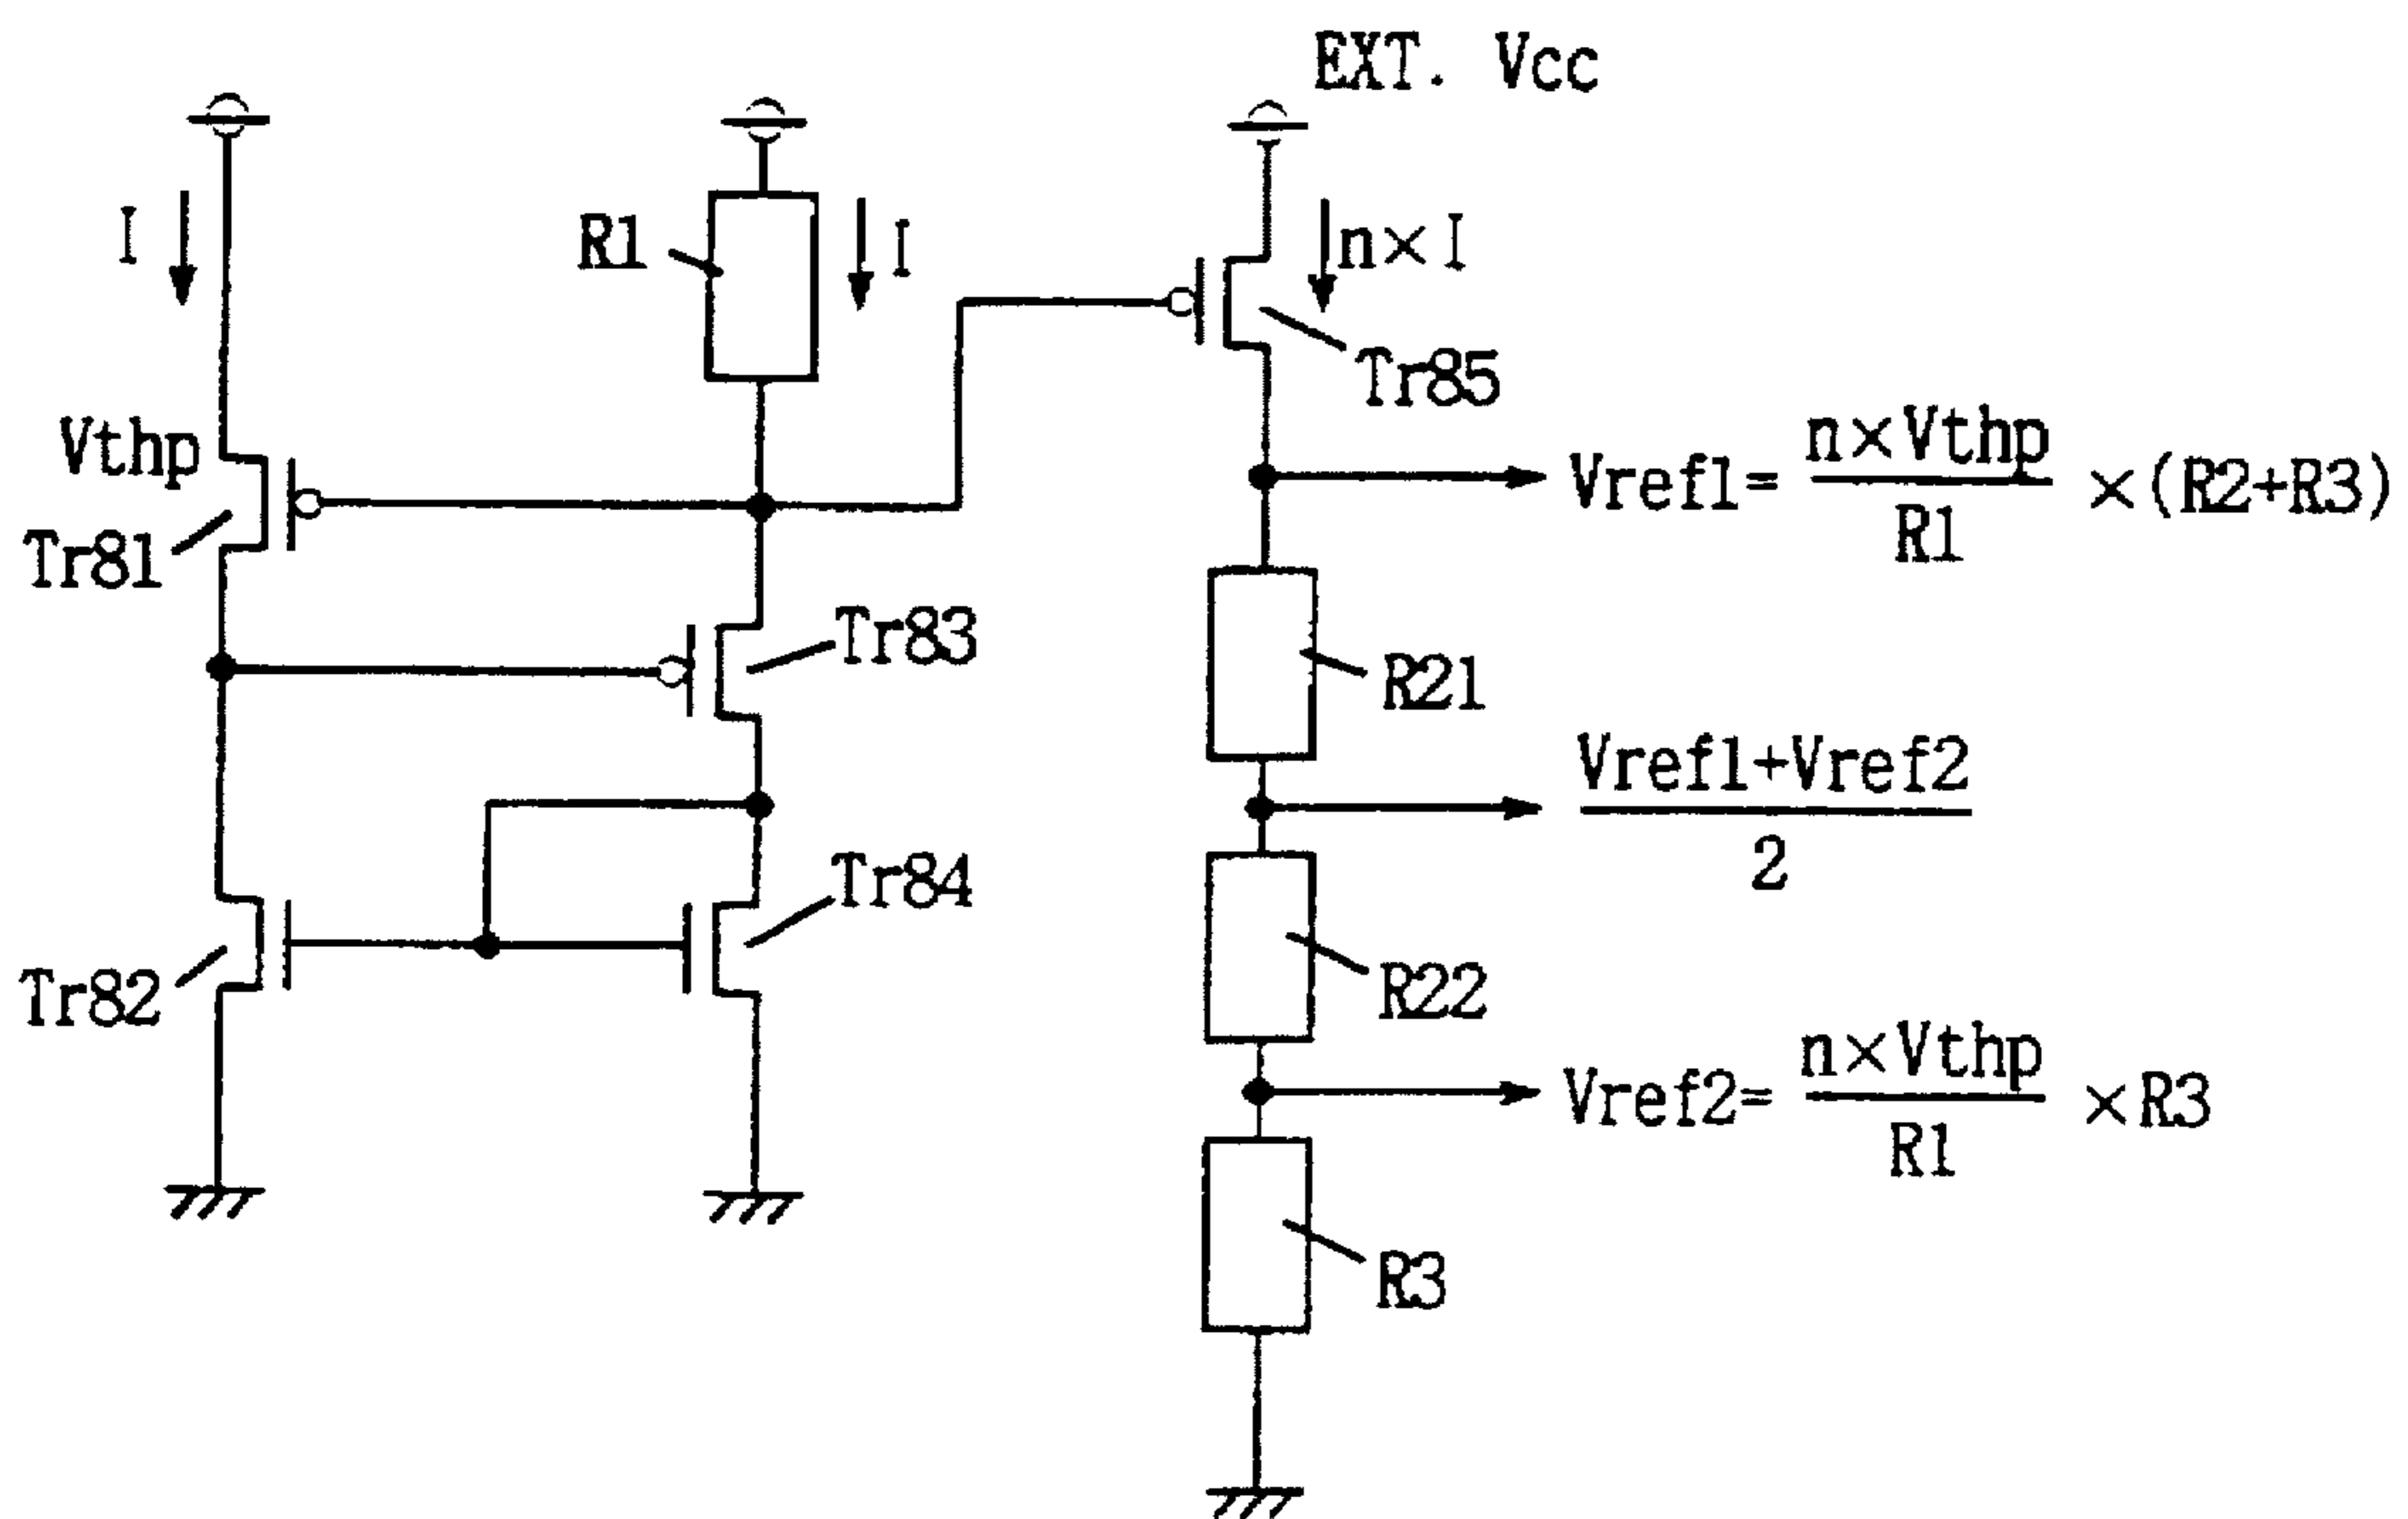 EXT. Vcc
I
R1
I
n×I
Tr85
Vthp
Tr81
Vref1= n×Vthp / R1 ×(R2+R3)
Tr83
R21
Vref1+Vref2 / 2
Tr84
Tr82
R22
Vref2= n×Vthp / R1 ×R3
R3